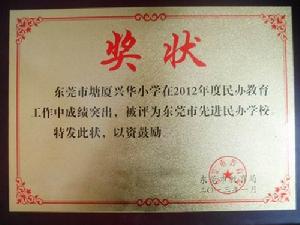 奖状
东莞市塘厦兴华小学在2012年度民办教育
工作中成绩突出，被评为东莞市先进民办学校。
特发此状，以资鼓励。